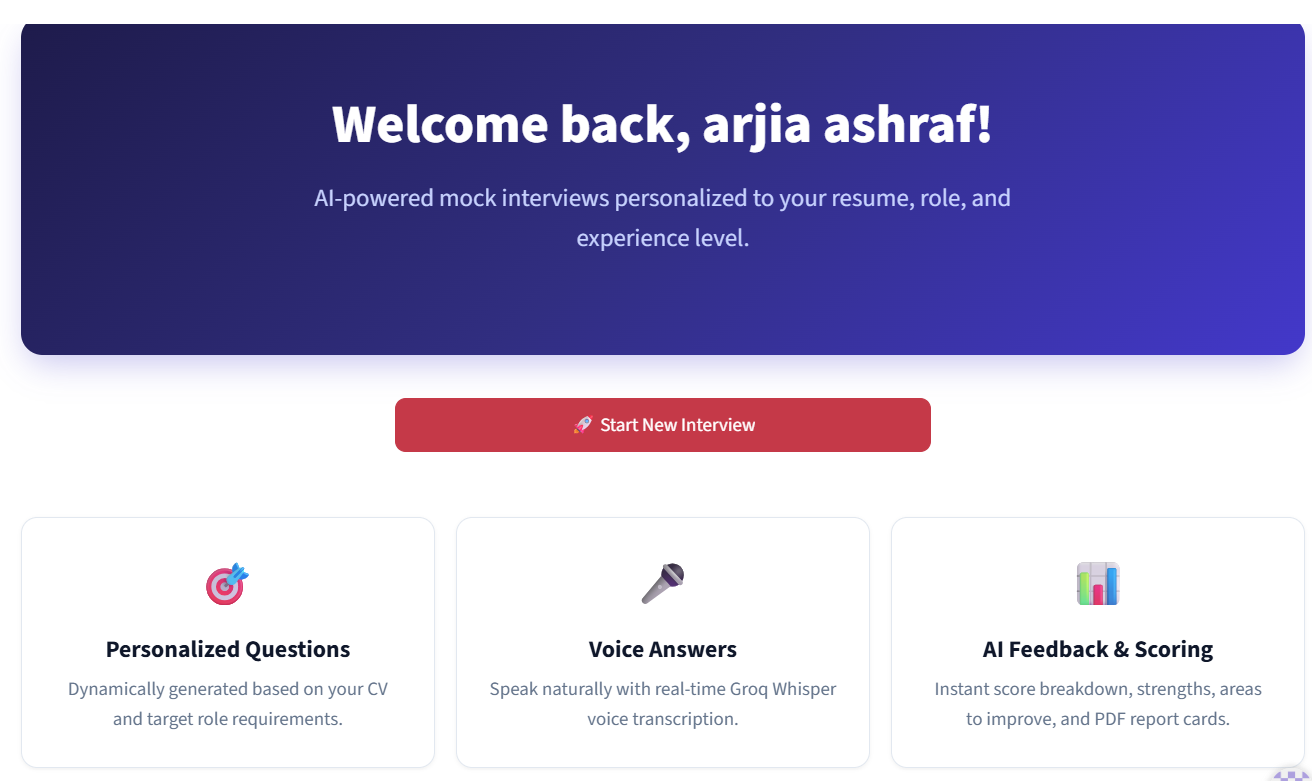 Welcome back, arjia ashraf!
AI-powered mock interviews personalized to your resume, role, and
experience level.
🚀 Start New Interview
Personalized Questions
Dynamically generated based on your CV
and target role requirements.
Voice Answers
Speak naturally with real-time Groq Whisper
voice transcription.
AI Feedback & Scoring
Instant score breakdown, strengths, areas
to improve, and PDF report cards.